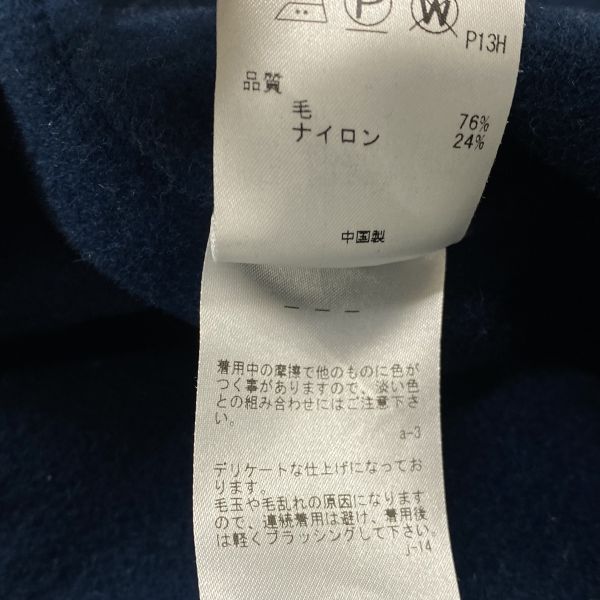 P W
P13H
品質
毛 76%
ナイロン 24%
中国製
— — —
着用中の摩擦で他のものに色が
つく事がありますので、淡い色
との組み合わせにはご注意下さ
い。
a-3
デリケートな仕上げになってお
ります。
毛玉や毛乱れの原因になります
ので、連続着用は避け、着用後
は軽くブラッシングして下さい。
j-14